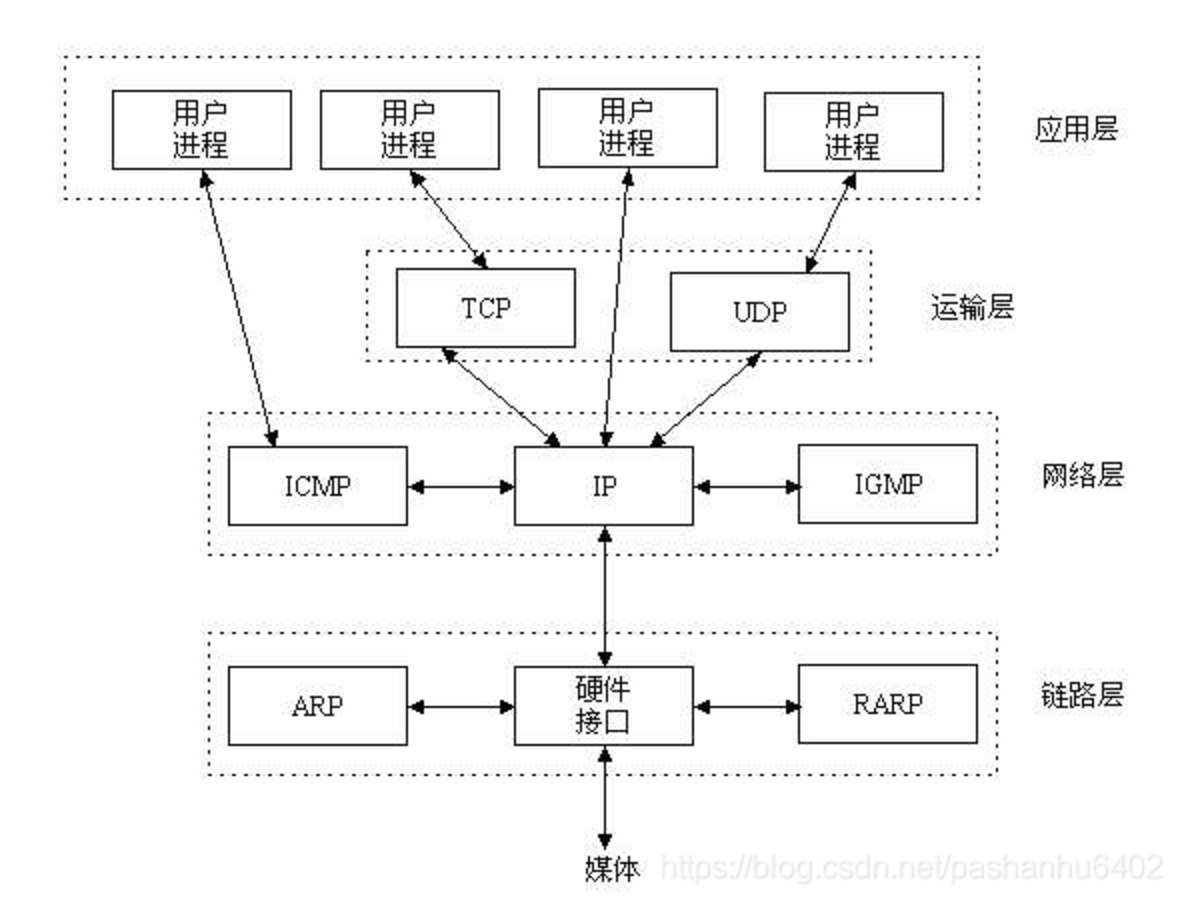 用户
进程
用户
进程
用户
进程
用户
进程
应用层
TCP
UDP
运输层
ICMP
IP
IGMP
网络层
ARP
硬件
接口
RARP
链路层
媒体
https://blog.csdn.net/pashanhu6402